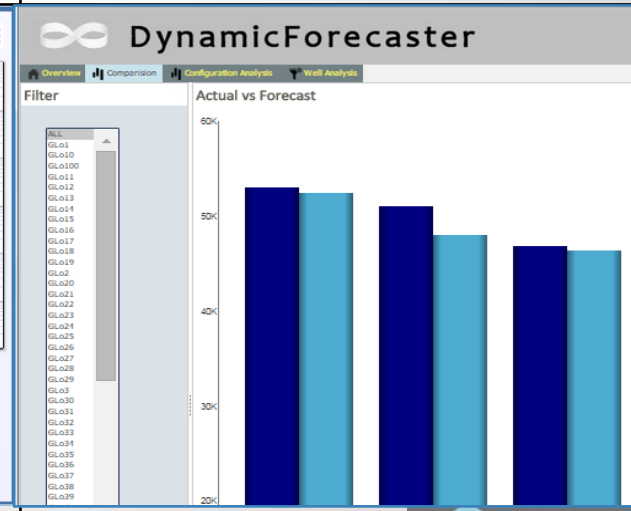 DynamicForecaster
Overview Comparision Configuration Analysis Well Analysis
Filter
Actual vs Forecast
ALL
GLo1
GLo10
GLo100
GLo11
GLo12
GLo13
GLo14
GLo15
GLo16
GLo17
GLo18
GLo19
GLo2
GLo20
GLo21
GLo22
GLo23
GLo24
GLo25
GLo26
GLo27
GLo28
GLo29
GLo3
GLo30
GLo31
GLo32
GLo33
GLo34
GLo35
GLo36
GLo37
GLo38
GLo39
60K
50K
40K
30K
20K